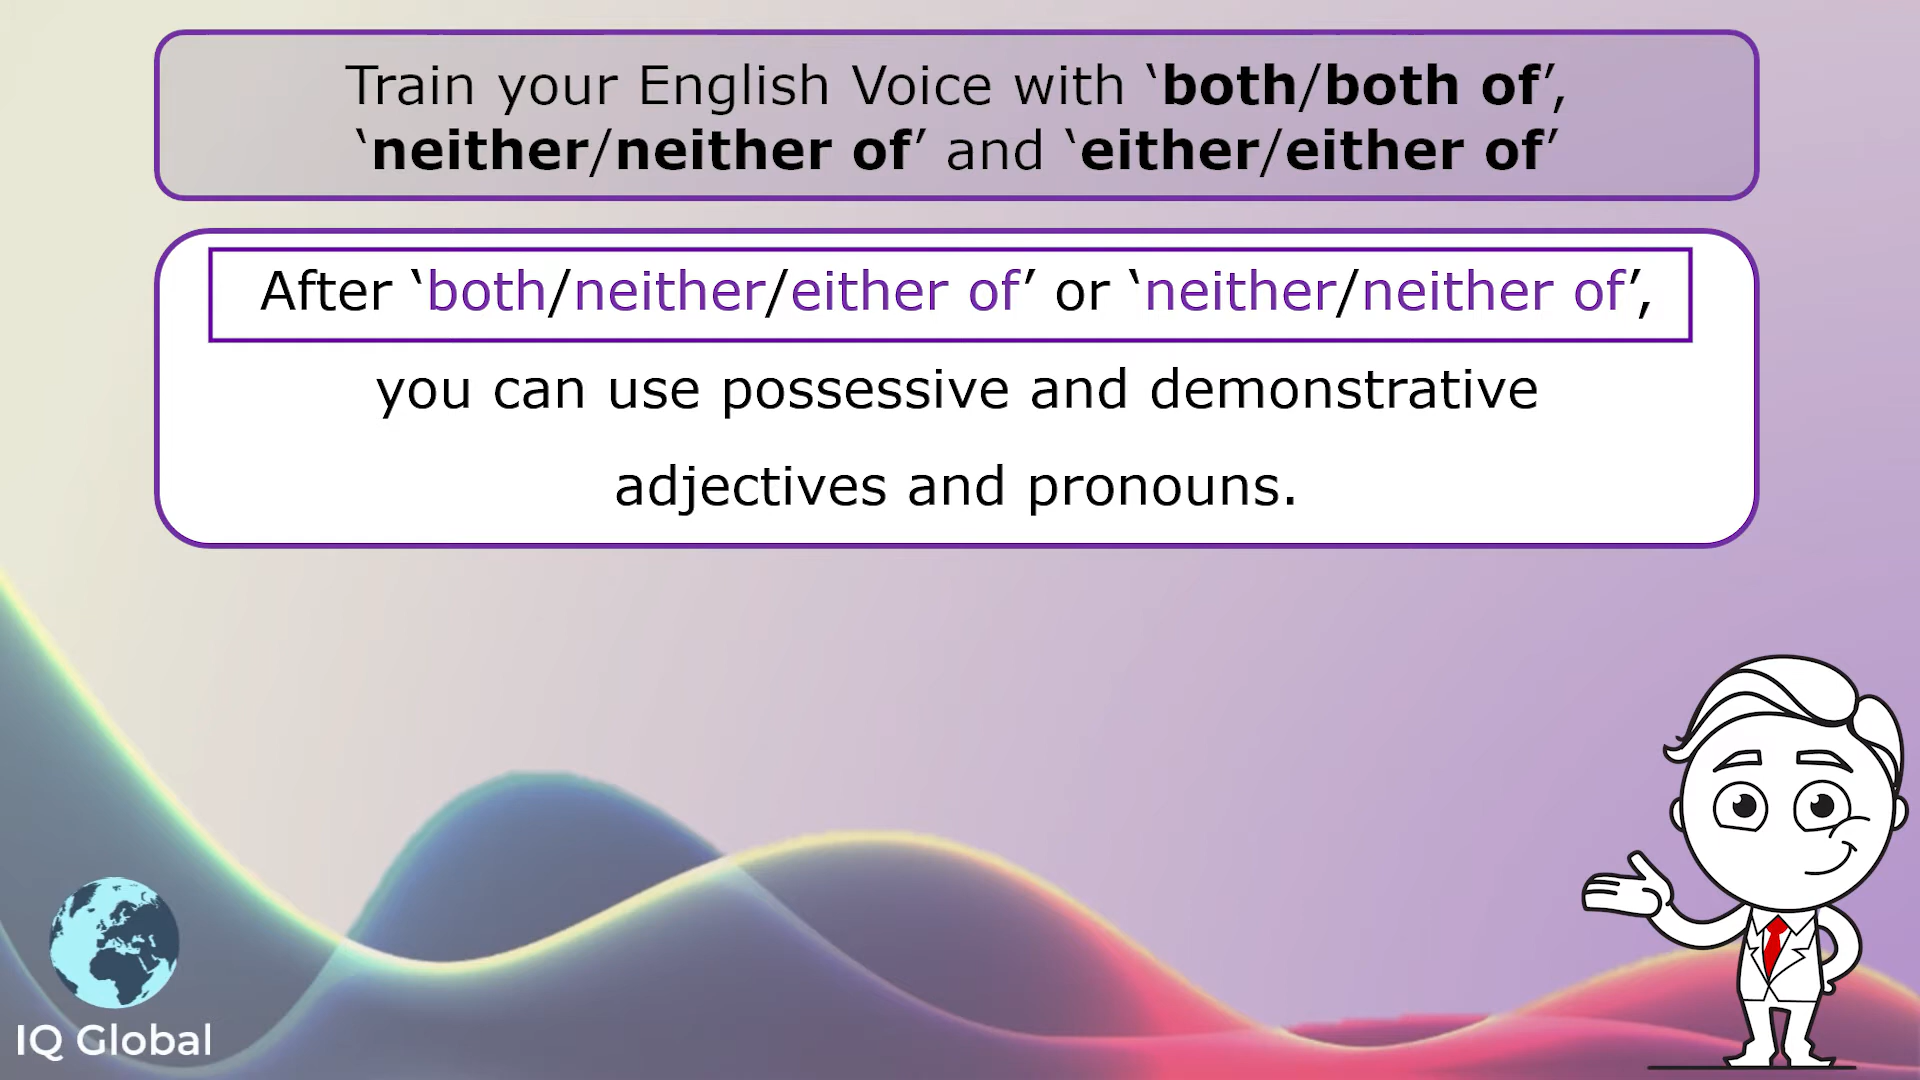 Train your English Voice with ‘both/both of’,
‘neither/neither of’ and ‘either/either of’
After ‘both/neither/either of’ or ‘neither/neither of’,
you can use possessive and demonstrative
adjectives and pronouns.
IQ Global